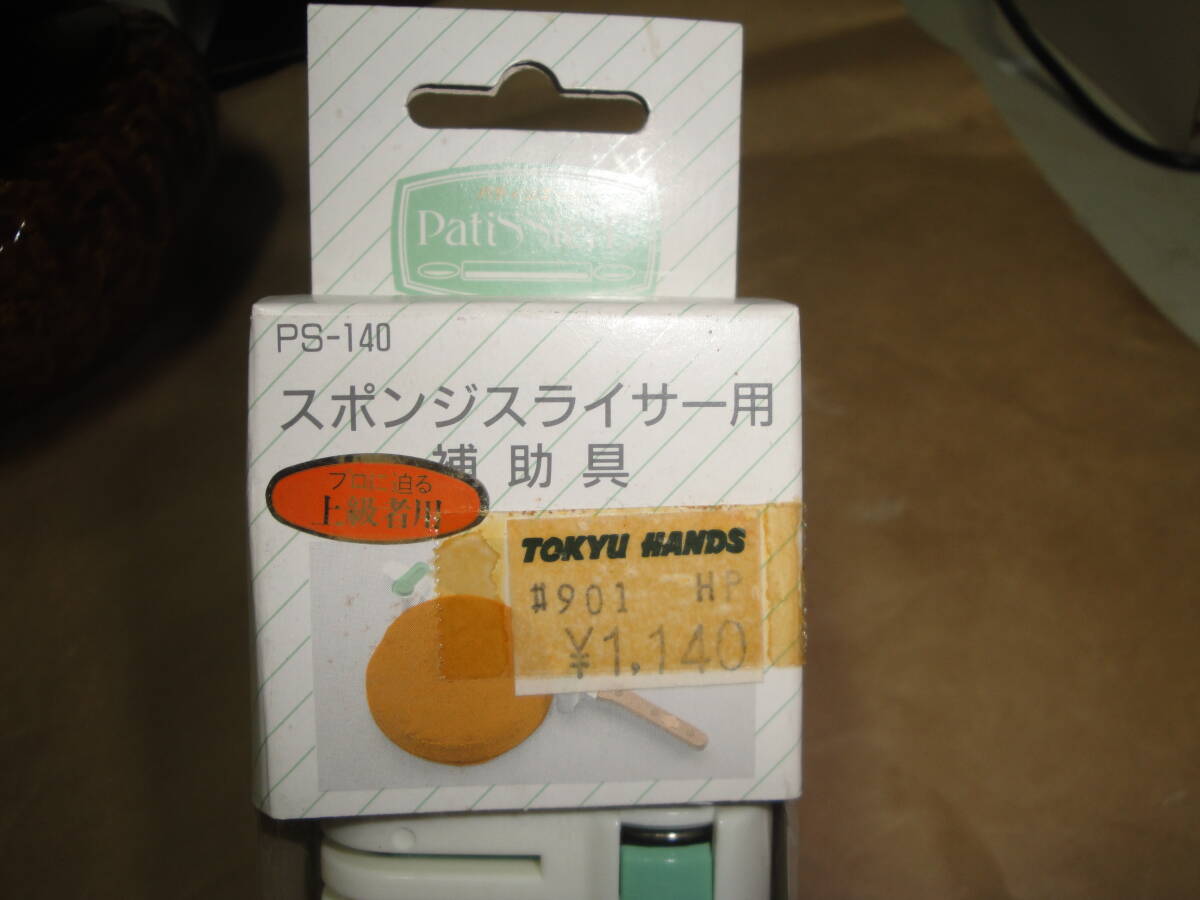 PS-140
スポンジスライサー用
補助具
プロに迫る
上級者用
TOKYU HANDS
#901 HP
¥1,140